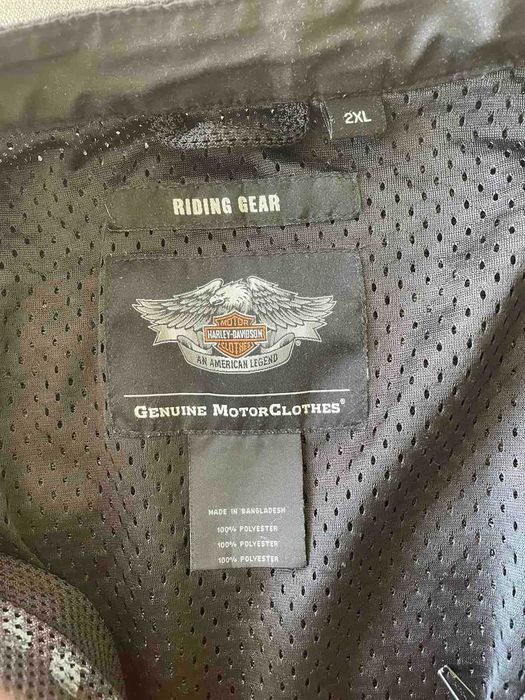 2XL
RIDING GEAR
MOTOR
HARLEY-DAVIDSON
CLOTHES
AN AMERICAN LEGEND
GENUINE MOTORCLOTHES®
MADE IN BANGLADESH
100% POLYESTER
100% POLYESTER
100% POLYESTER